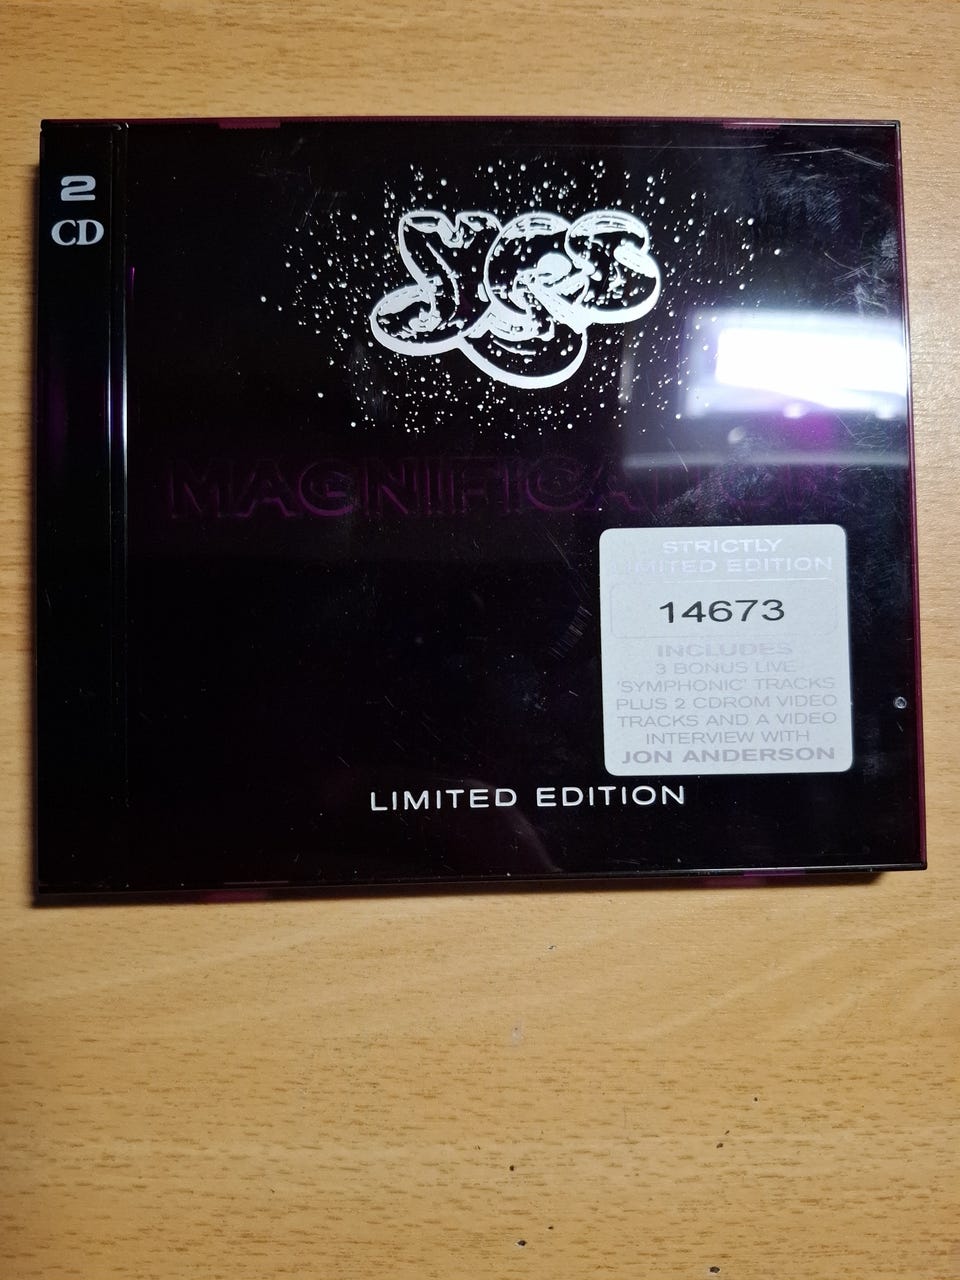 2
CD
Yes
MAGNIFICATION
STRICTLY
LIMITED EDITION
14673
INCLUDES
3 BONUS LIVE
'SYMPHONIC' TRACKS
PLUS 2 CDROM VIDEO
TRACKS AND A VIDEO
INTERVIEW WITH
JON ANDERSON
LIMITED EDITION